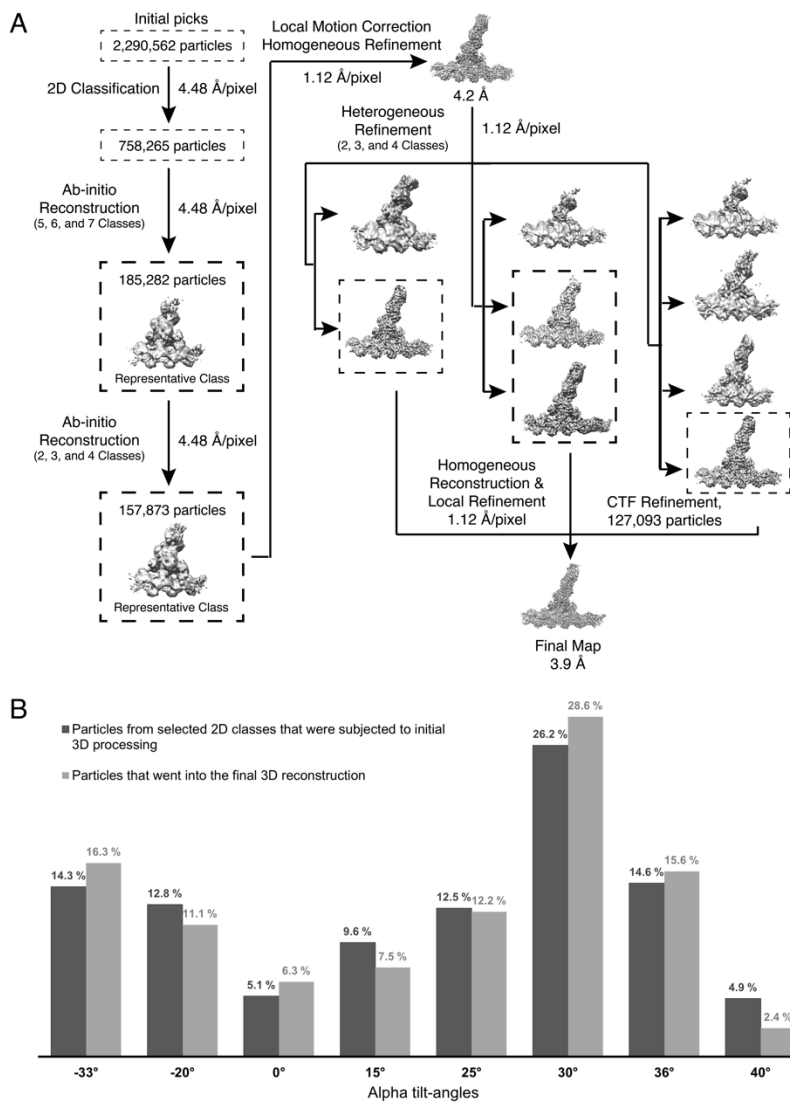 A
Initial picks
2,290,562 particles
2D Classification
4.48 Å/pixel
758,265 particles
Ab-initio
Reconstruction
(5, 6, and 7 Classes)
4.48 Å/pixel
185,282 particles
Representative Class
Ab-initio
Reconstruction
(2, 3, and 4 Classes)
4.48 Å/pixel
157,873 particles
Representative Class
Local Motion Correction
Homogeneous Refinement
1.12 Å/pixel
4.2 Å
Heterogeneous
Refinement
(2, 3, and 4 Classes)
1.12 Å/pixel
Homogeneous
Reconstruction &
Local Refinement
1.12 Å/pixel
CTF Refinement,
127,093 particles
Final Map
3.9 Å
B
Particles from selected 2D classes that were subjected to initial
3D processing
Particles that went into the final 3D reconstruction
14.3 %
16.3 %
12.8 %
11.1 %
5.1 %
6.3 %
9.6 %
7.5 %
12.5 %
12.2 %
26.2 %
28.6 %
14.6 %
15.6 %
4.9 %
2.4 %
-33° -20° 0° 15° 25° 30° 36° 40°
Alpha tilt-angles